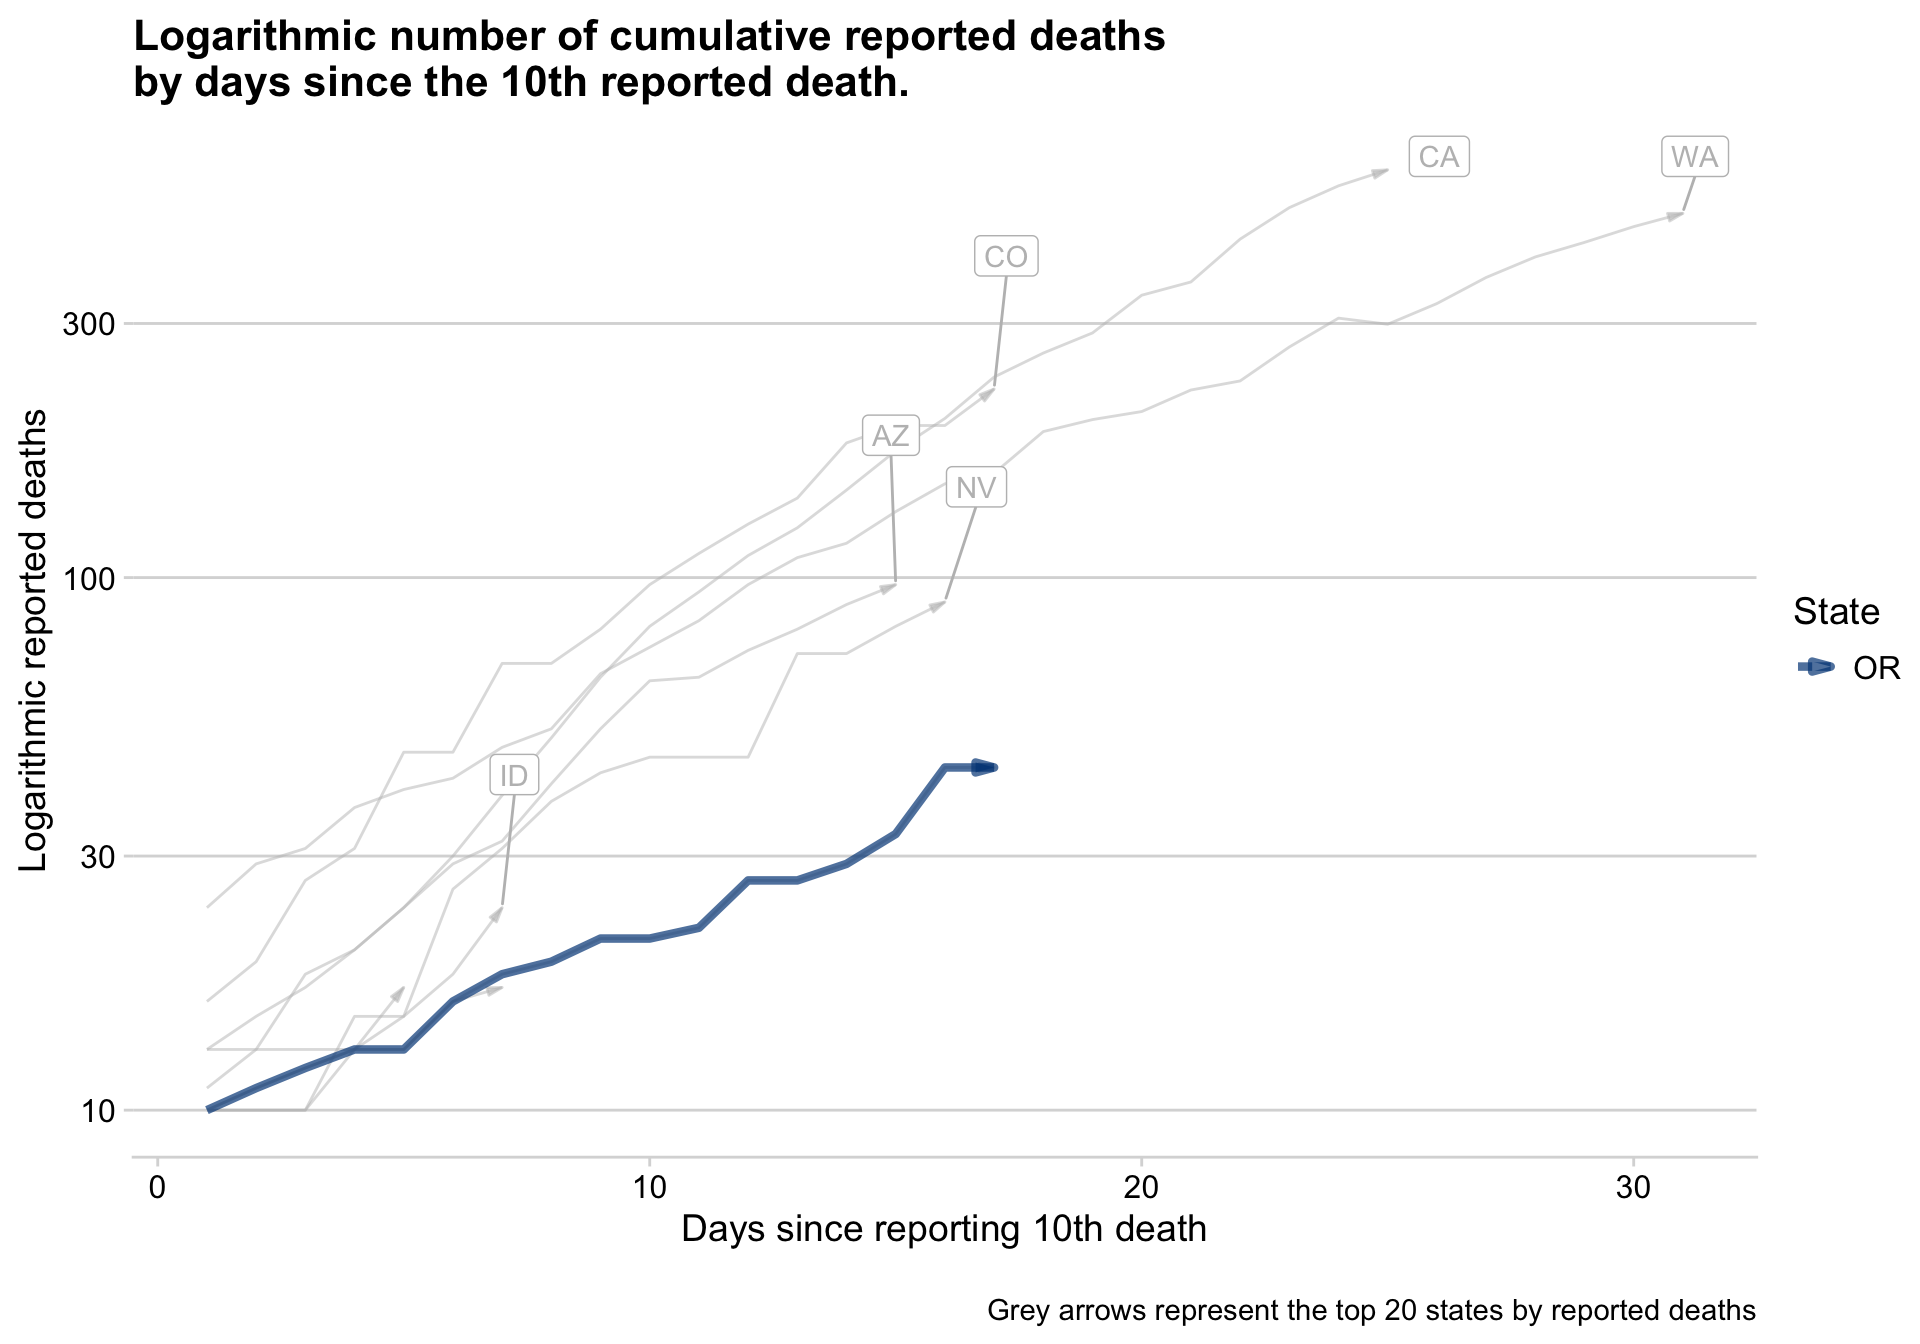 Logarithmic number of cumulative reported deaths
by days since the 10th reported death.
CA
WA
CO
300
AZ
NV
100
Logarithmic reported deaths
State
OR
ID
30
10
0
10
20
30
Days since reporting 10th death
Grey arrows represent the top 20 states by reported deaths